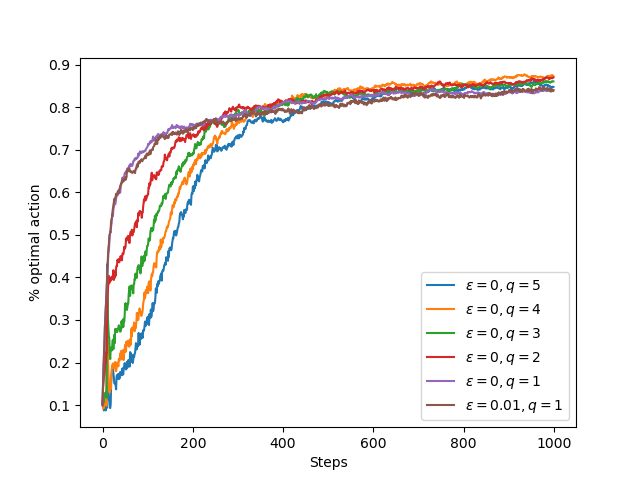 0.9
0.8
0.7
0.6
0.5
0.4
0.3
0.2
0.1
% optimal action
0 200 400 600 800 1000
Steps
ε = 0, q = 5
ε = 0, q = 4
ε = 0, q = 3
ε = 0, q = 2
ε = 0, q = 1
ε = 0.01, q = 1